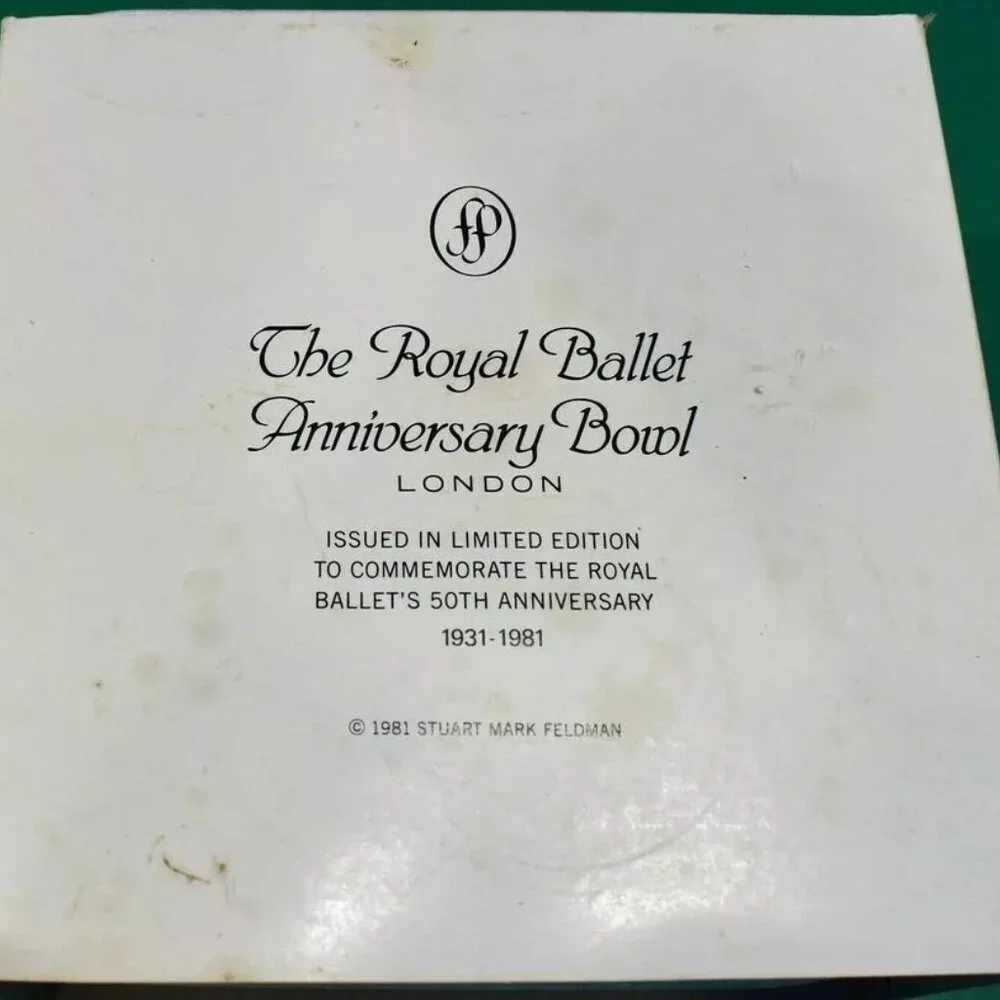 fp
The Royal Ballet
Anniversary Bowl
LONDON
ISSUED IN LIMITED EDITION
TO COMMEMORATE THE ROYAL
BALLET'S 50TH ANNIVERSARY
1931-1981
© 1981 STUART MARK FELDMAN